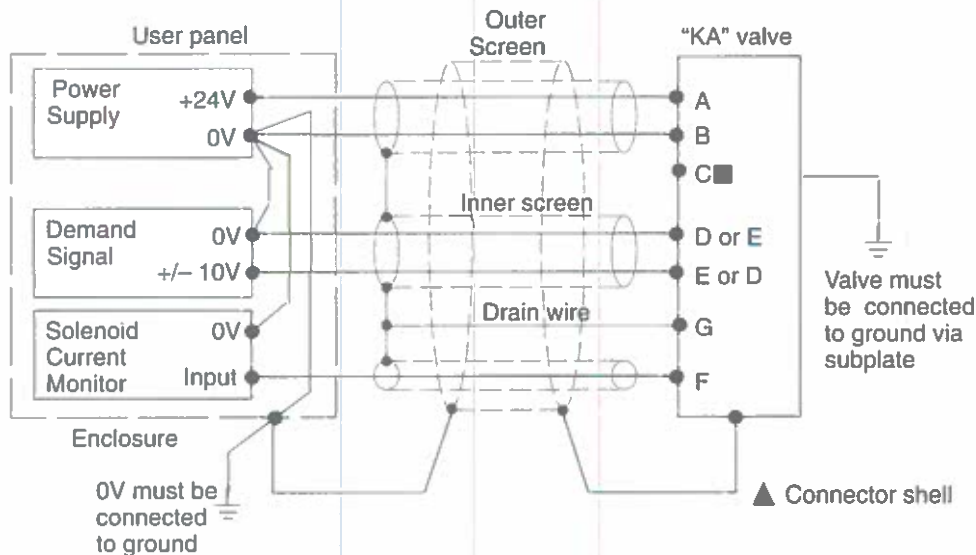 Outer
Screen
User panel
"KA" valve
Power
Supply
+24V
0V
A
B
C
Inner screen
Demand
Signal
0V
+/– 10V
D or E
E or D
Valve must
be connected
to ground via
subplate
Drain wire
G
Solenoid
Current
Monitor
0V
Input
F
Enclosure
0V must be
connected
to ground
Connector shell